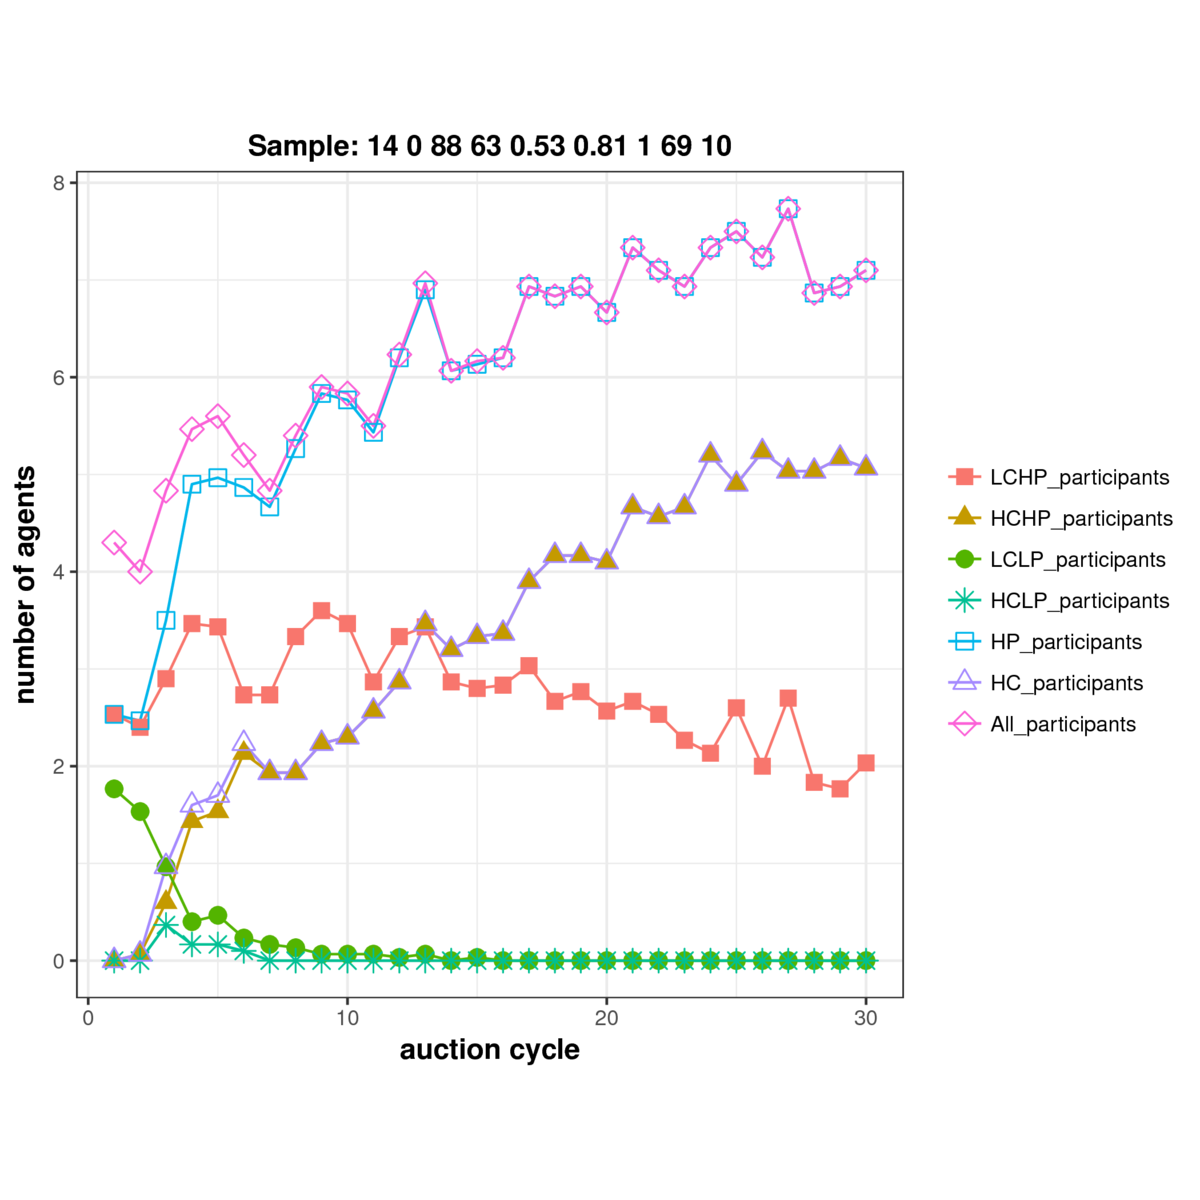 Sample: 14 0 88 63 0.53 0.81 1 69 10
8
6
4
2
0
number of agents
0 10 20 30
auction cycle
LCHP_participants
HCHP_participants
LCLP_participants
HCLP_participants
HP_participants
HC_participants
All_participants